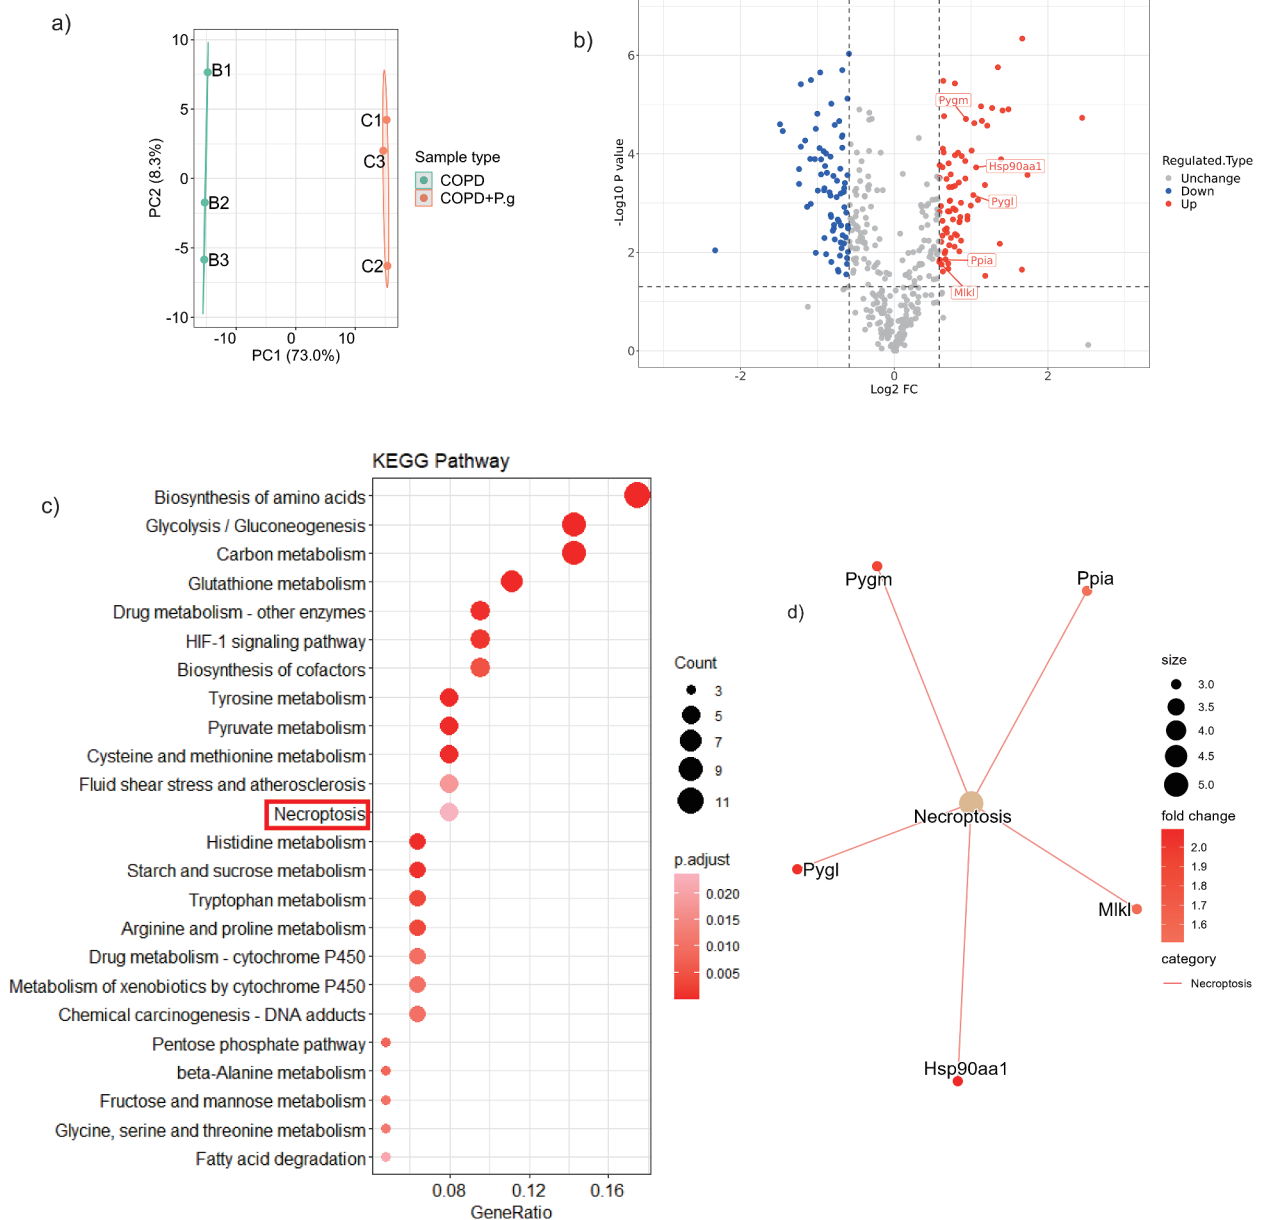 a)
10
5
0
-5
-10
PC2 (8.3%)
B1
B2
B3
C1
C3
C2
-10
0
10
PC1 (73.0%)
Sample type
COPD
COPD+P.g
b)
6
4
2
0
-Log10 P value
Pygm
Hsp90aa1
Pygl
Ppia
Mlkl
-2
0
2
Log2 FC
Regulated.Type
Unchange
Down
Up
c)
KEGG Pathway
Biosynthesis of amino acids
Glycolysis / Gluconeogenesis
Carbon metabolism
Glutathione metabolism
Drug metabolism - other enzymes
HIF-1 signaling pathway
Biosynthesis of cofactors
Tyrosine metabolism
Pyruvate metabolism
Cysteine and methionine metabolism
Fluid shear stress and atherosclerosis
Necroptosis
Histidine metabolism
Starch and sucrose metabolism
Tryptophan metabolism
Arginine and proline metabolism
Drug metabolism - cytochrome P450
Metabolism of xenobiotics by cytochrome P450
Chemical carcinogenesis - DNA adducts
Pentose phosphate pathway
beta-Alanine metabolism
Fructose and mannose metabolism
Glycine, serine and threonine metabolism
Fatty acid degradation
0.08
0.12
0.16
GeneRatio
Count
3
5
7
9
11
p.adjust
0.020
0.015
0.010
0.005
d)
Pygm
Ppia
Necroptosis
Pygl
Mlkl
Hsp90aa1
size
3.0
3.5
4.0
4.5
5.0
fold change
2.0
1.9
1.8
1.7
1.6
category
Necroptosis